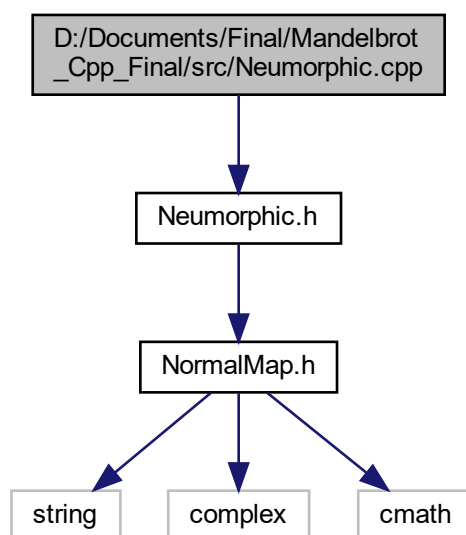 D:/Documents/Final/Mandelbrot
_Cpp_Final/src/Neumorphic.cpp
Neumorphic.h
NormalMap.h
string
complex
cmath